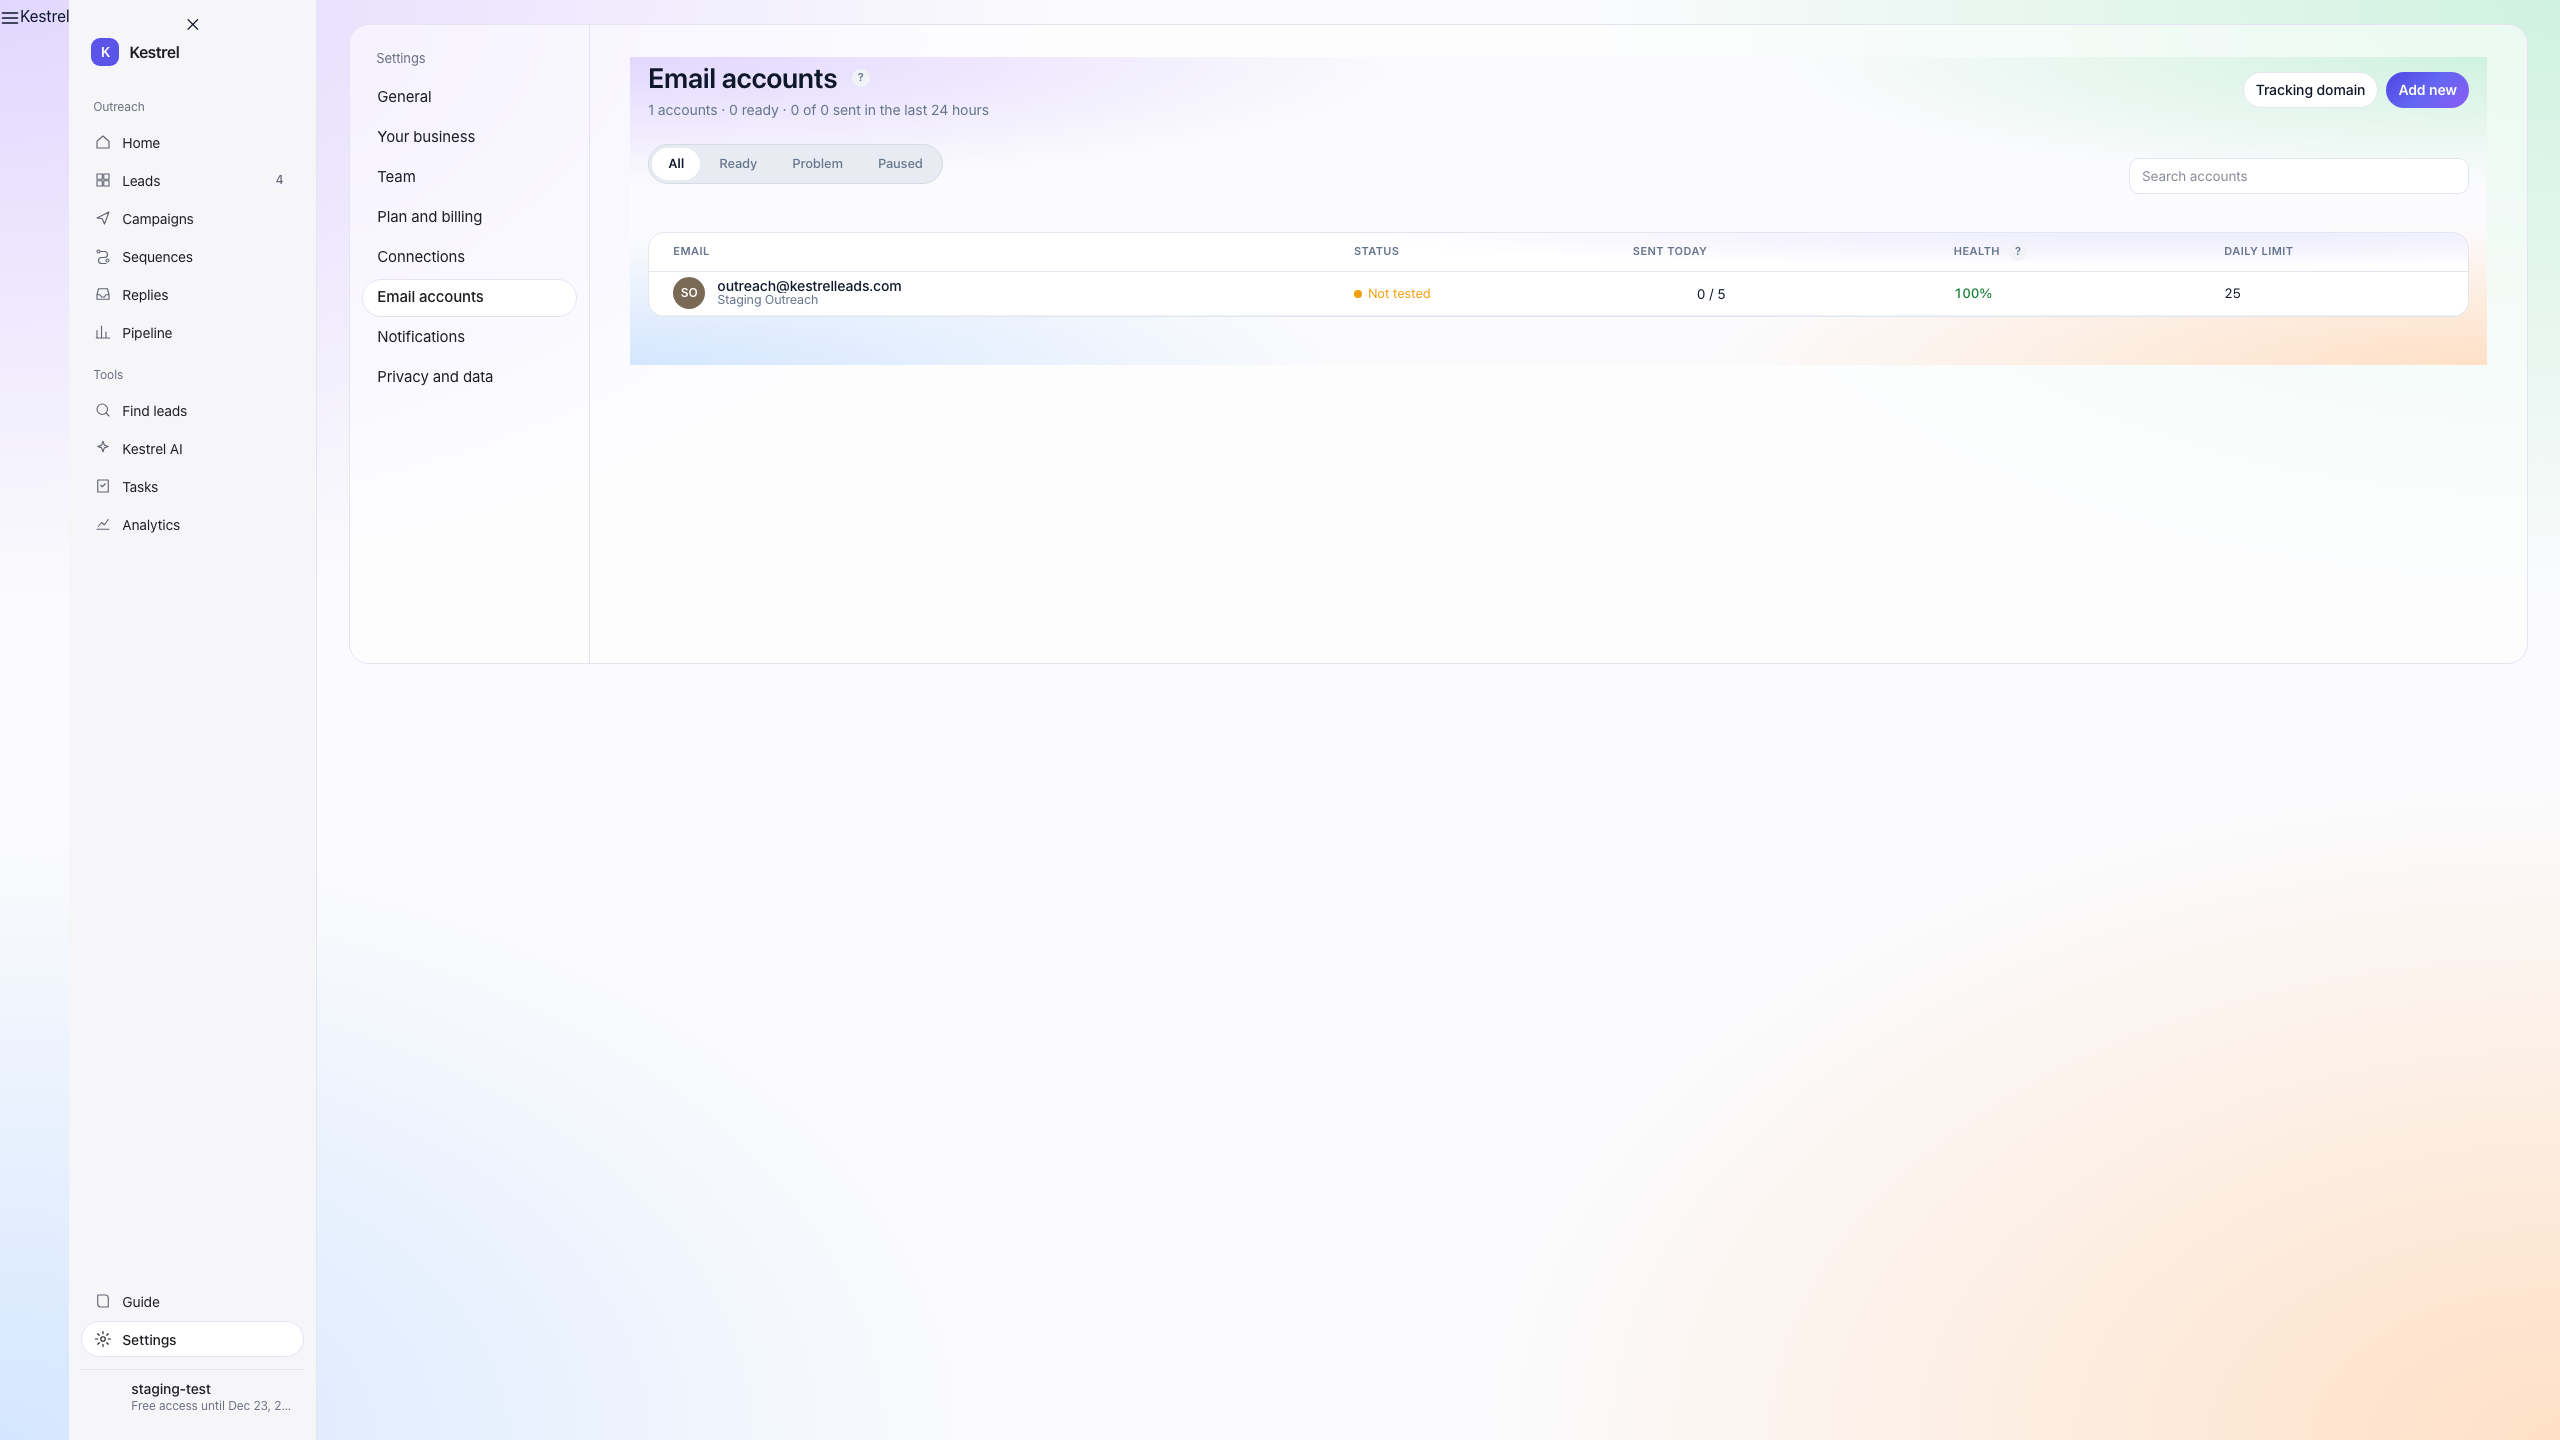 Kestrel
K Kestrel
Outreach
Home
Leads 4
Campaigns
Sequences
Replies
Pipeline
Tools
Find leads
Kestrel AI
Tasks
Analytics
Guide
Settings
staging-test
Free access until Dec 23, 2...
Settings
General
Your business
Team
Plan and billing
Connections
Email accounts
Notifications
Privacy and data
Email accounts ?
1 accounts · 0 ready · 0 of 0 sent in the last 24 hours
Tracking domain Add new
All Ready Problem Paused
Search accounts
EMAIL STATUS SENT TODAY HEALTH ? DAILY LIMIT
SO outreach@kestrelleads.com Not tested 0 / 5 100% 25
Staging Outreach